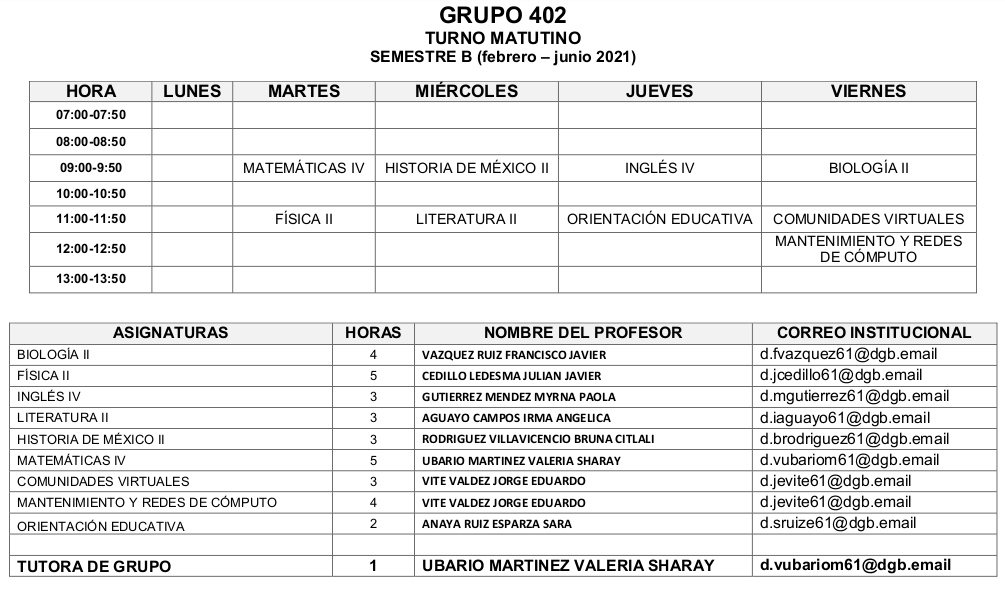 GRUPO 402
TURNO MATUTINO
SEMESTRE B (febrero – junio 2021)
HORA LUNES MARTES MIÉRCOLES JUEVES VIERNES
07:00-07:50
08:00-08:50
09:00-9:50 MATEMÁTICAS IV HISTORIA DE MÉXICO II INGLÉS IV BIOLOGÍA II
10:00-10:50
11:00-11:50 FÍSICA II LITERATURA II ORIENTACIÓN EDUCATIVA COMUNIDADES VIRTUALES
12:00-12:50 MANTENIMIENTO Y REDES
DE CÓMPUTO
13:00-13:50
ASIGNATURAS HORAS NOMBRE DEL PROFESOR CORREO INSTITUCIONAL
BIOLOGÍA II 4 VAZQUEZ RUIZ FRANCISCO JAVIER d.fvazquez61@dgb.email
FÍSICA II 5 CEDILLO LEDESMA JULIAN JAVIER d.jcedillo61@dgb.email
INGLÉS IV 3 GUTIERREZ MENDEZ MYRNA PAOLA d.mgutierrez61@dgb.email
LITERATURA II 3 AGUAYO CAMPOS IRMA ANGELICA d.iaguayo61@dgb.email
HISTORIA DE MÉXICO II 3 RODRIGUEZ VILLAVICENCIO BRUNA CITLALI d.brodriguez61@dgb.email
MATEMÁTICAS IV 5 UBARIO MARTINEZ VALERIA SHARAY d.vubariom61@dgb.email
COMUNIDADES VIRTUALES 3 VITE VALDEZ JORGE EDUARDO d.jevite61@dgb.email
MANTENIMIENTO Y REDES DE CÓMPUTO 4 VITE VALDEZ JORGE EDUARDO d.jevite61@dgb.email
ORIENTACIÓN EDUCATIVA 2 ANAYA RUIZ ESPARZA SARA d.sruize61@dgb.email
TUTORA DE GRUPO 1 UBARIO MARTINEZ VALERIA SHARAY d.vubariom61@dgb.email